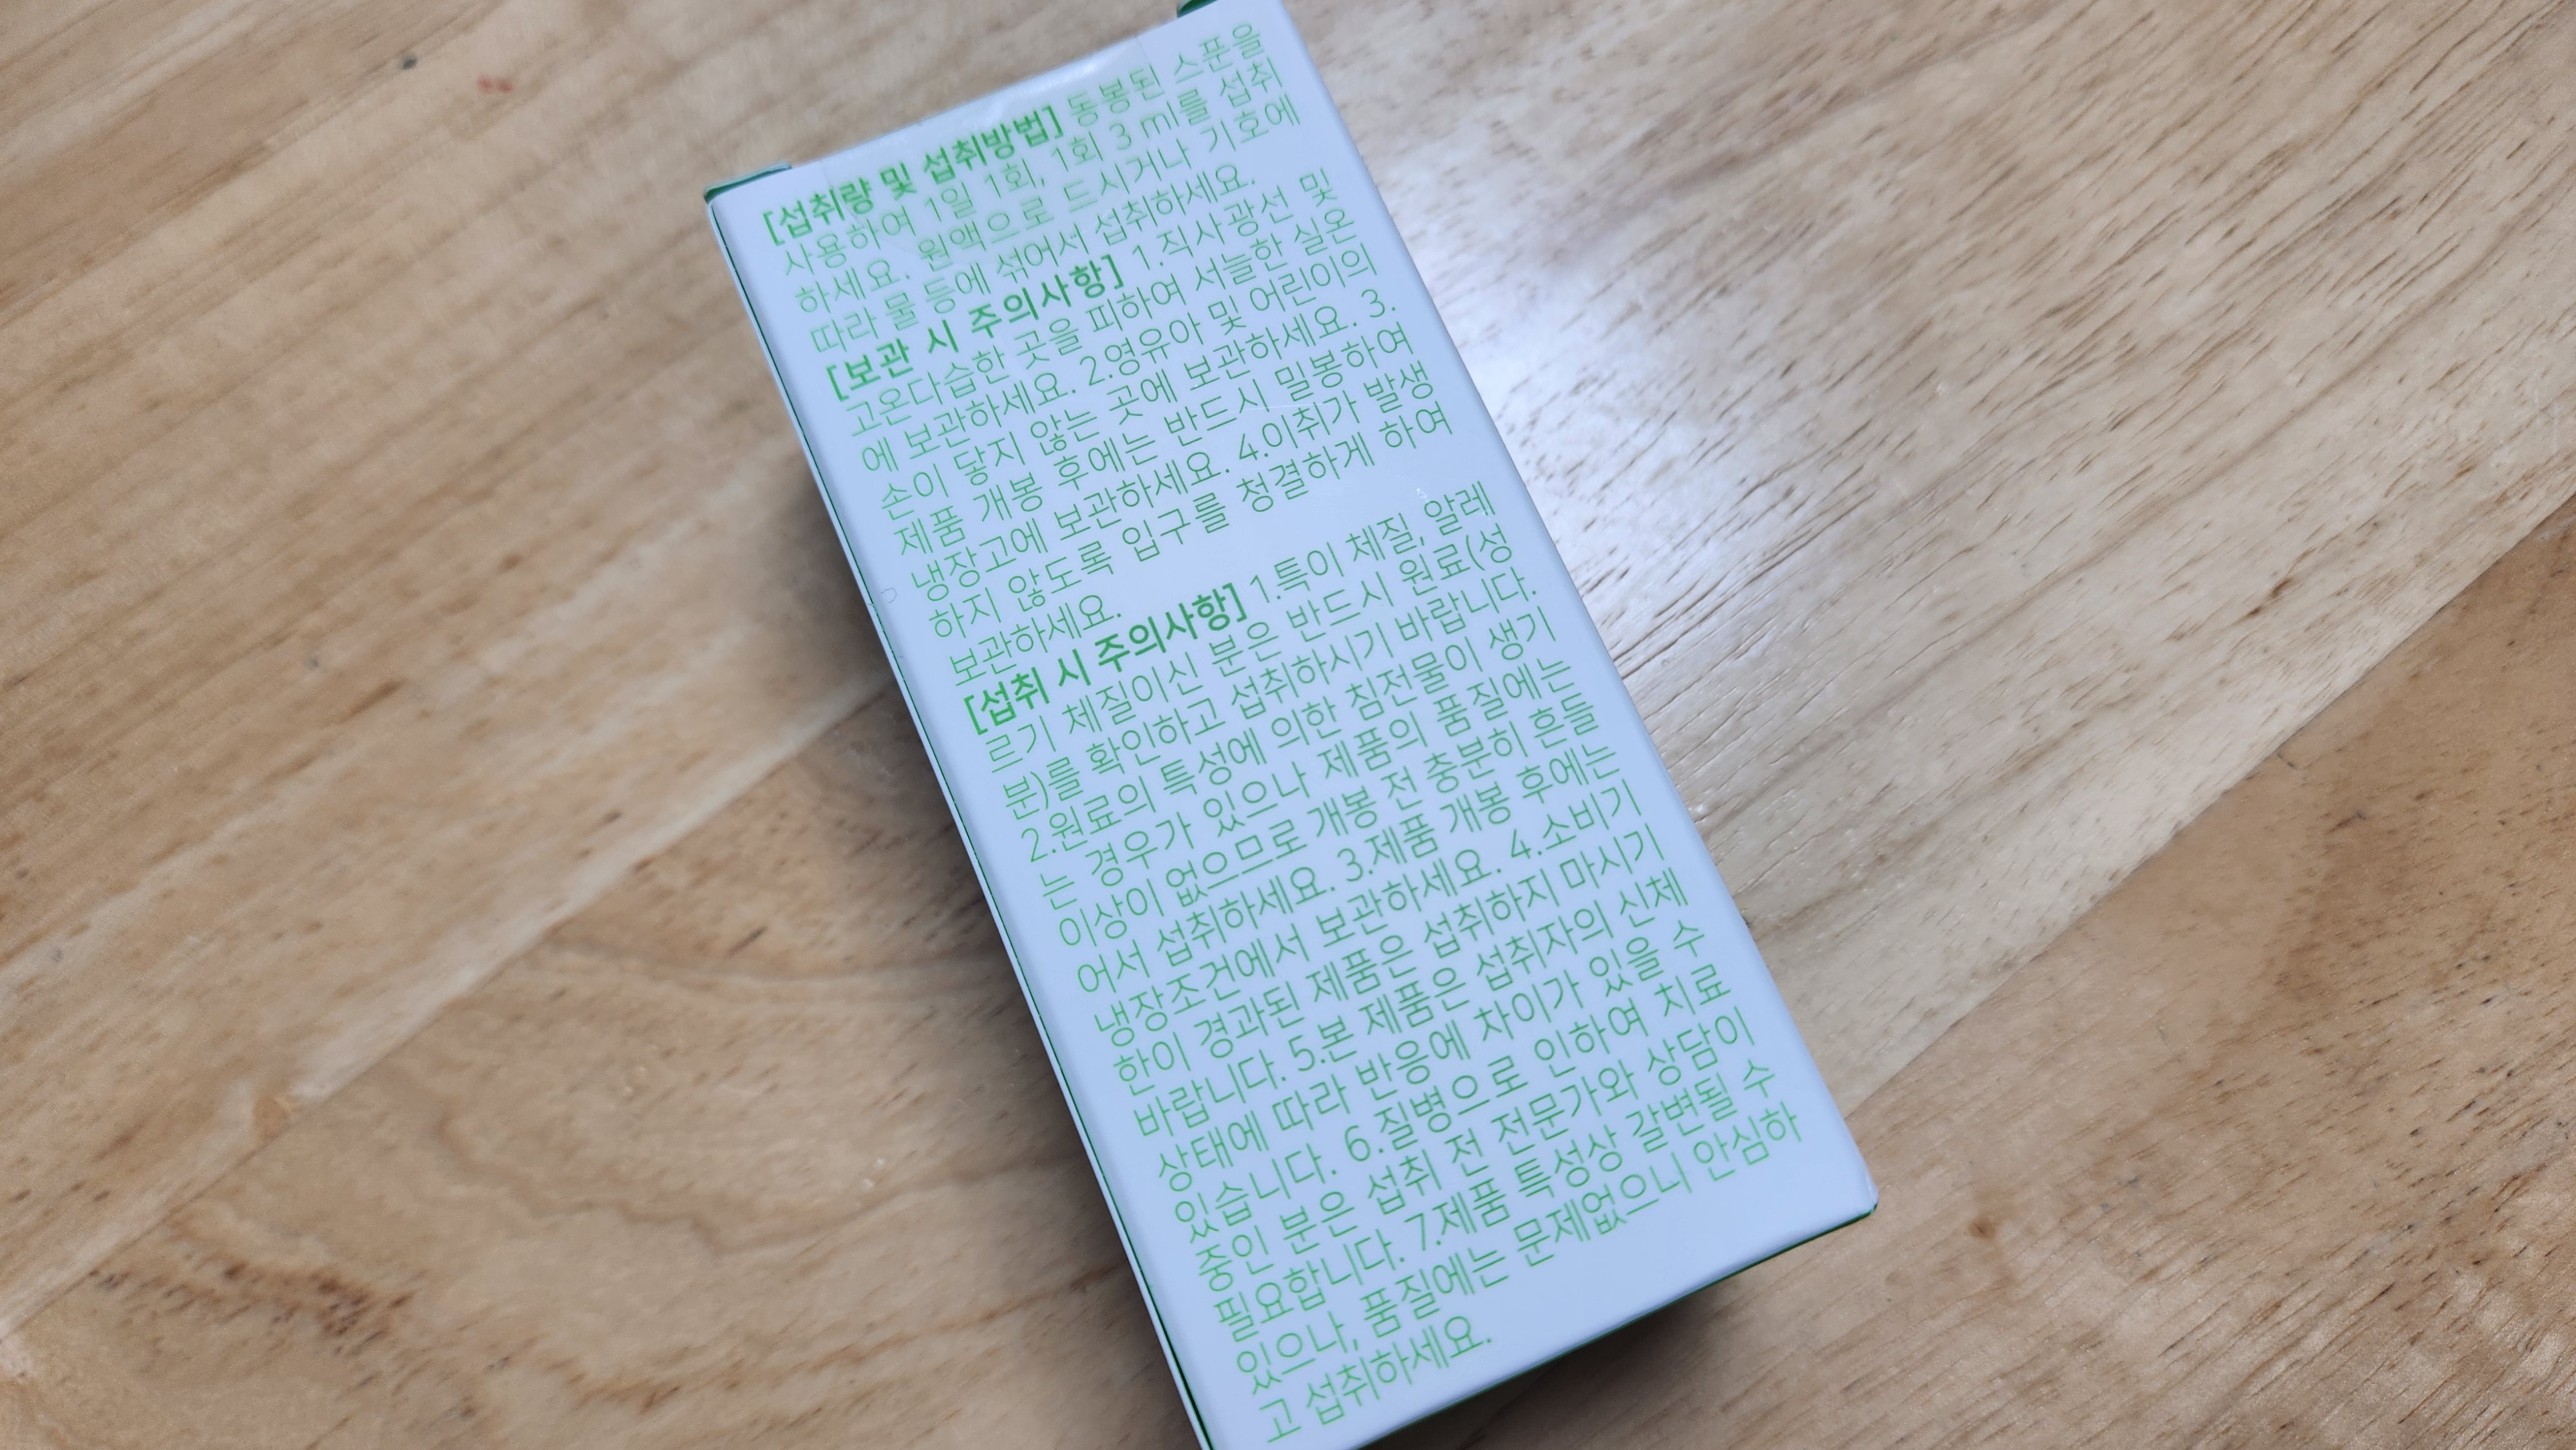 [섭취량 및 섭취방법] 동봉된 스푼을
사용하여 1일 1회, 1회 3 ml를 섭취
하세요. 원액으로 드시거나 기호에
따라 물 등에 섞어서 섭취하세요.
[보관 시 주의사항] 1.직사광선 및
고온다습한 곳을 피하여 서늘한 실온
에 보관하세요. 2.영유아 및 어린이의
손이 닿지 않는 곳에 보관하세요. 3.
제품 개봉 후에는 반드시 밀봉하여
냉장고에 보관하세요. 4.이취가 발생
하지 않도록 입구를 청결하게 하여
보관하세요.
[섭취 시 주의사항] 1.특이 체질, 알레
르기 체질이신 분은 반드시 원료(성
분)를 확인하고 섭취하시기 바랍니다.
2.원료의 특성에 의한 침전물이 생기
는 경우가 있으나 제품의 품질에는
이상이 없으므로 개봉 전 충분히 흔들
어서 섭취하세요. 3.제품 개봉 후에는
냉장조건에서 보관하세요. 4.소비기
한이 경과된 제품은 섭취하지 마시기
바랍니다. 5.본 제품은 섭취자의 신체
상태에 따라 반응에 차이가 있을 수
있습니다. 6.질병으로 인하여 치료
중인 분은 섭취 전 전문가와 상담이
필요합니다. 7.제품 특성상 갈변될 수
있으나, 품질에는 문제없으니 안심하
고 섭취하세요.